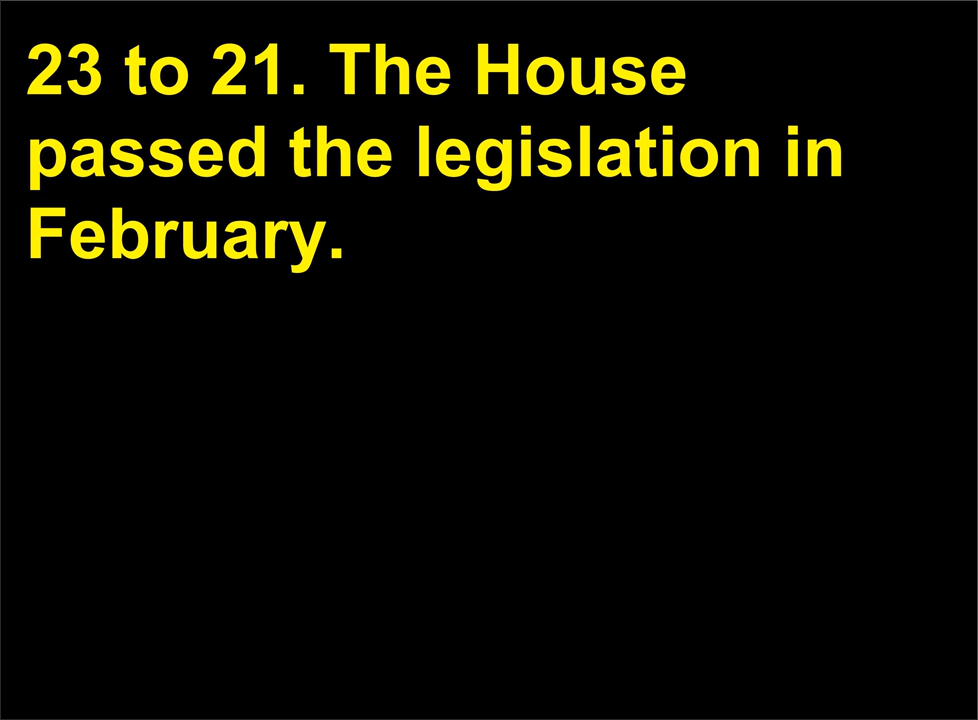 23 to 21. The House
passed the legislation in
February.